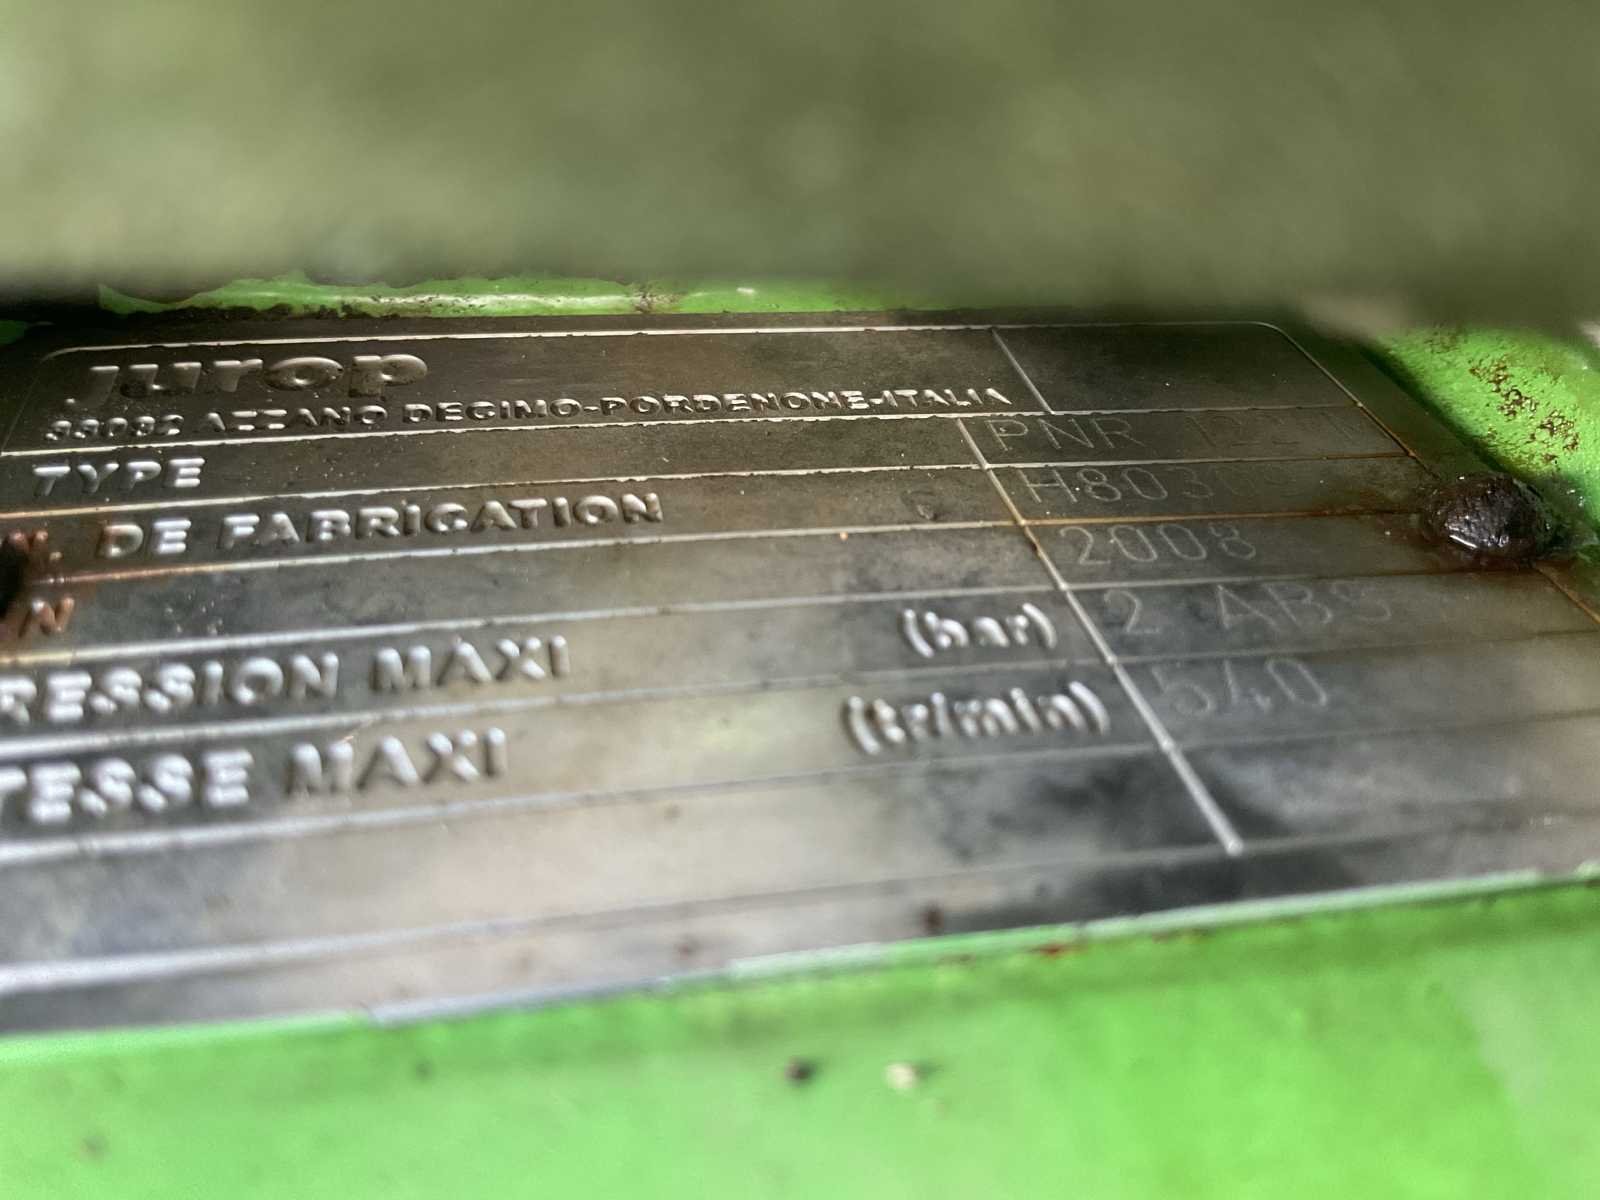 jurop
33082 AZZANO DECIMO-PORDENONE-ITALIA
TYPE PNR
DE FABRICATION
2008
RESSION MAXI (bar) 2 ABS
TESSE MAXI (tr/min) 540